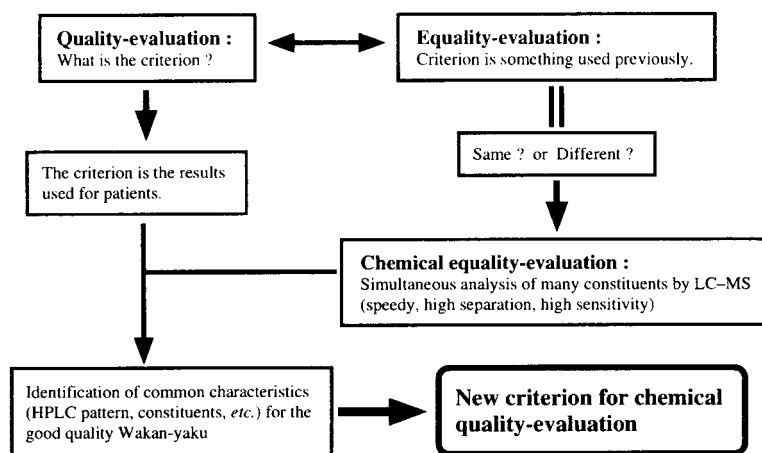 Quality-evaluation :
What is the criterion ?
Equality-evaluation :
Criterion is something used previously.
The criterion is the results
used for patients.
Same ? or Different ?
Chemical equality-evaluation :
Simultaneous analysis of many constituents by LC–MS
(speedy, high separation, high sensitivity)
Identification of common characteristics
(HPLC pattern, constituents, etc.) for the
good quality Wakan-yaku
New criterion for chemical
quality-evaluation